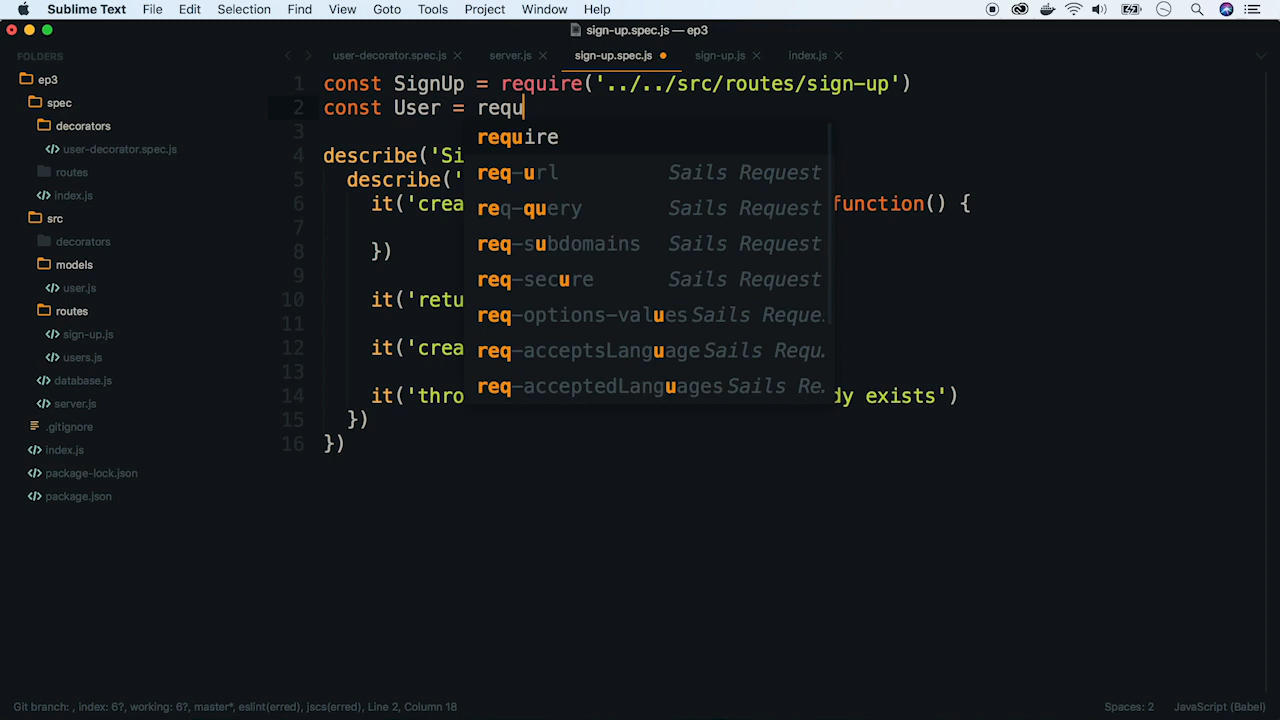 Sublime Text File Edit Selection Find View Goto Tools Project Window Help
sign-up.spec.js — ep3
FOLDERS
ep3
spec
decorators
user-decorator.spec.js
routes
index.js
src
decorators
models
user.js
routes
sign-up.js
users.js
database.js
server.js
.gitignore
index.js
package-lock.json
package.json
user-decorator.spec.js server.js sign-up.spec.js sign-up.js index.js
1 const SignUp = require('../../src/routes/sign-up')
2 const User = requ
3
4 describe('Si
5 describe('
6 it('crea function() {
7
8 })
9
10 it('retu
11
12 it('crea
13
14 it('thro dy exists')
15 })
16 })
require
req-url Sails Request
req-query Sails Request
req-subdomains Sails Request
req-secure Sails Request
req-options-values Sails Reque.
req-acceptsLanguage Sails Requ.
req-acceptedLanguages Sails Re.
Git branch: , index: 6?, working: 6?, master*, eslint(erred), jscs(erred), Line 2, Column 18
Spaces: 2 JavaScript (Babel)